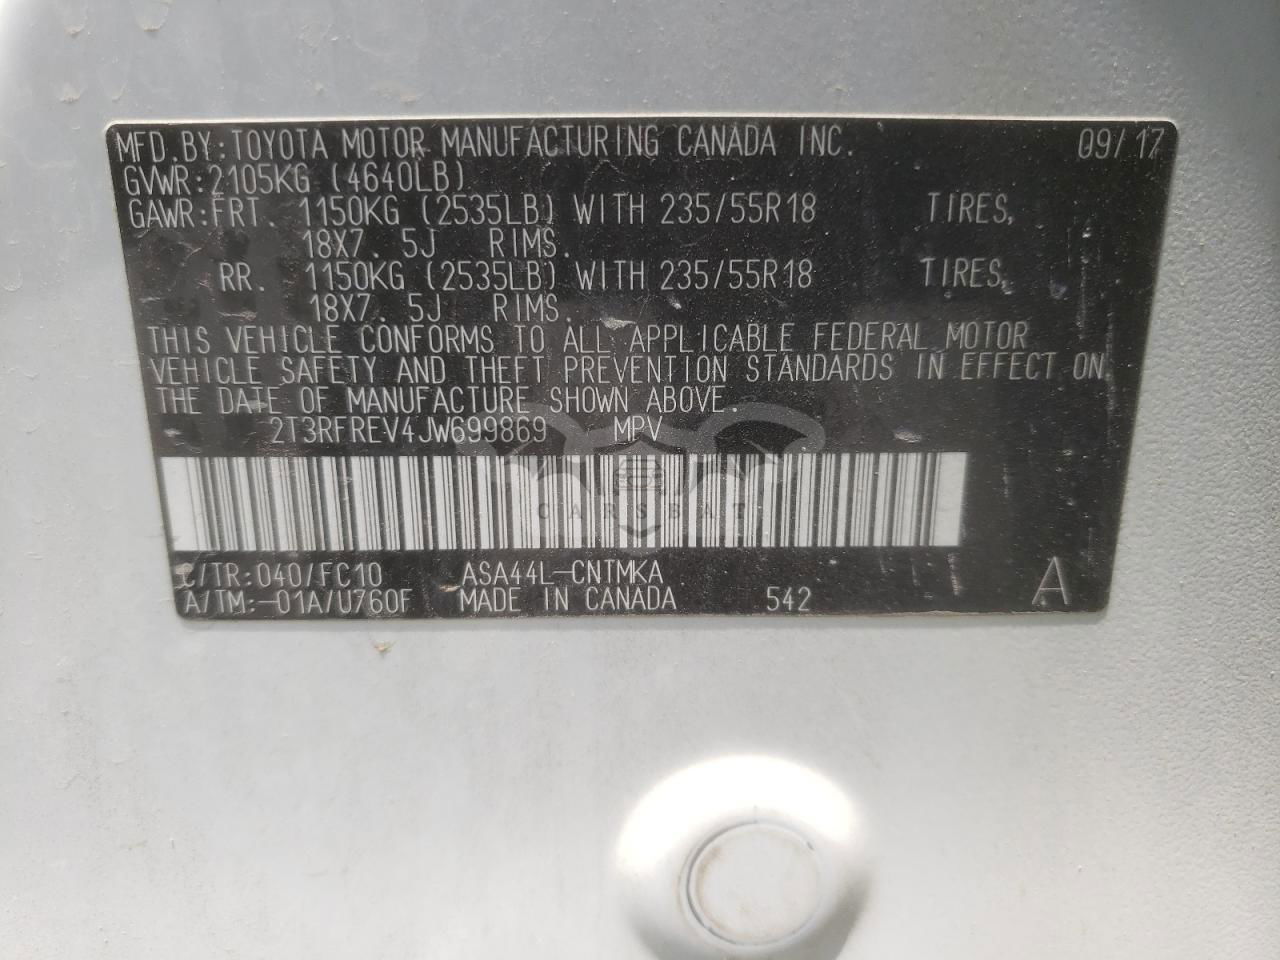 MFD.BY:TOYOTA MOTOR MANUFACTURING CANADA INC. 09/17
GVWR:2105KG (4640LB)
GAWR:FRT. 1150KG (2535LB) WITH 235/55R18 TIRES,
18X7. 5J RIMS.
RR. 1150KG (2535LB) WITH 235/55R18 TIRES,
18X7. 5J RIMS.
THIS VEHICLE CONFORMS TO ALL APPLICABLE FEDERAL MOTOR
VEHICLE SAFETY AND THEFT PREVENTION STANDARDS IN EFFECT ON
THE DATE OF MANUFACTURE SHOWN ABOVE.
2T3RFREV4JW699869 MPV
CARSBAT
C/TR:040/FC10 ASA44L-CNTMKA A
A/TM:-01A/U760F MADE IN CANADA 542